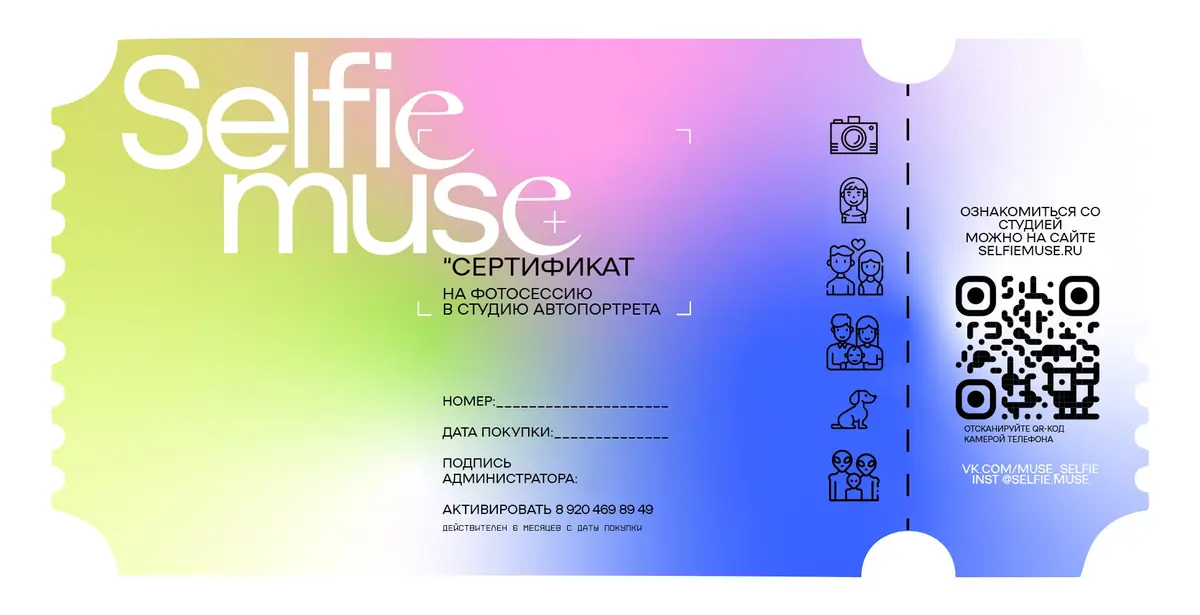 Selfie
muse
“СЕРТИФИКАТ
НА ФОТОСЕССИЮ
В СТУДИЮ АВТОПОРТРЕТА
НОМЕР:_____________________
ДАТА ПОКУПКИ:______________
ПОДПИСЬ
АДМИНИСТРАТОРА:
АКТИВИРОВАТЬ 8 920 469 89 49
ДЕЙСТВИТЕЛЕН 6 МЕСЯЦЕВ С ДАТЫ ПОКУПКИ
ОЗНАКОМИТЬСЯ СО
СТУДИЕЙ
МОЖНО НА САЙТЕ
SELFIEMUSE.RU
ОТСКАНИРУЙТЕ QR-КОД
КАМЕРОЙ ТЕЛЕФОНА
VK.COM/MUSE_SELFIE
INST @SELFIE.MUSE